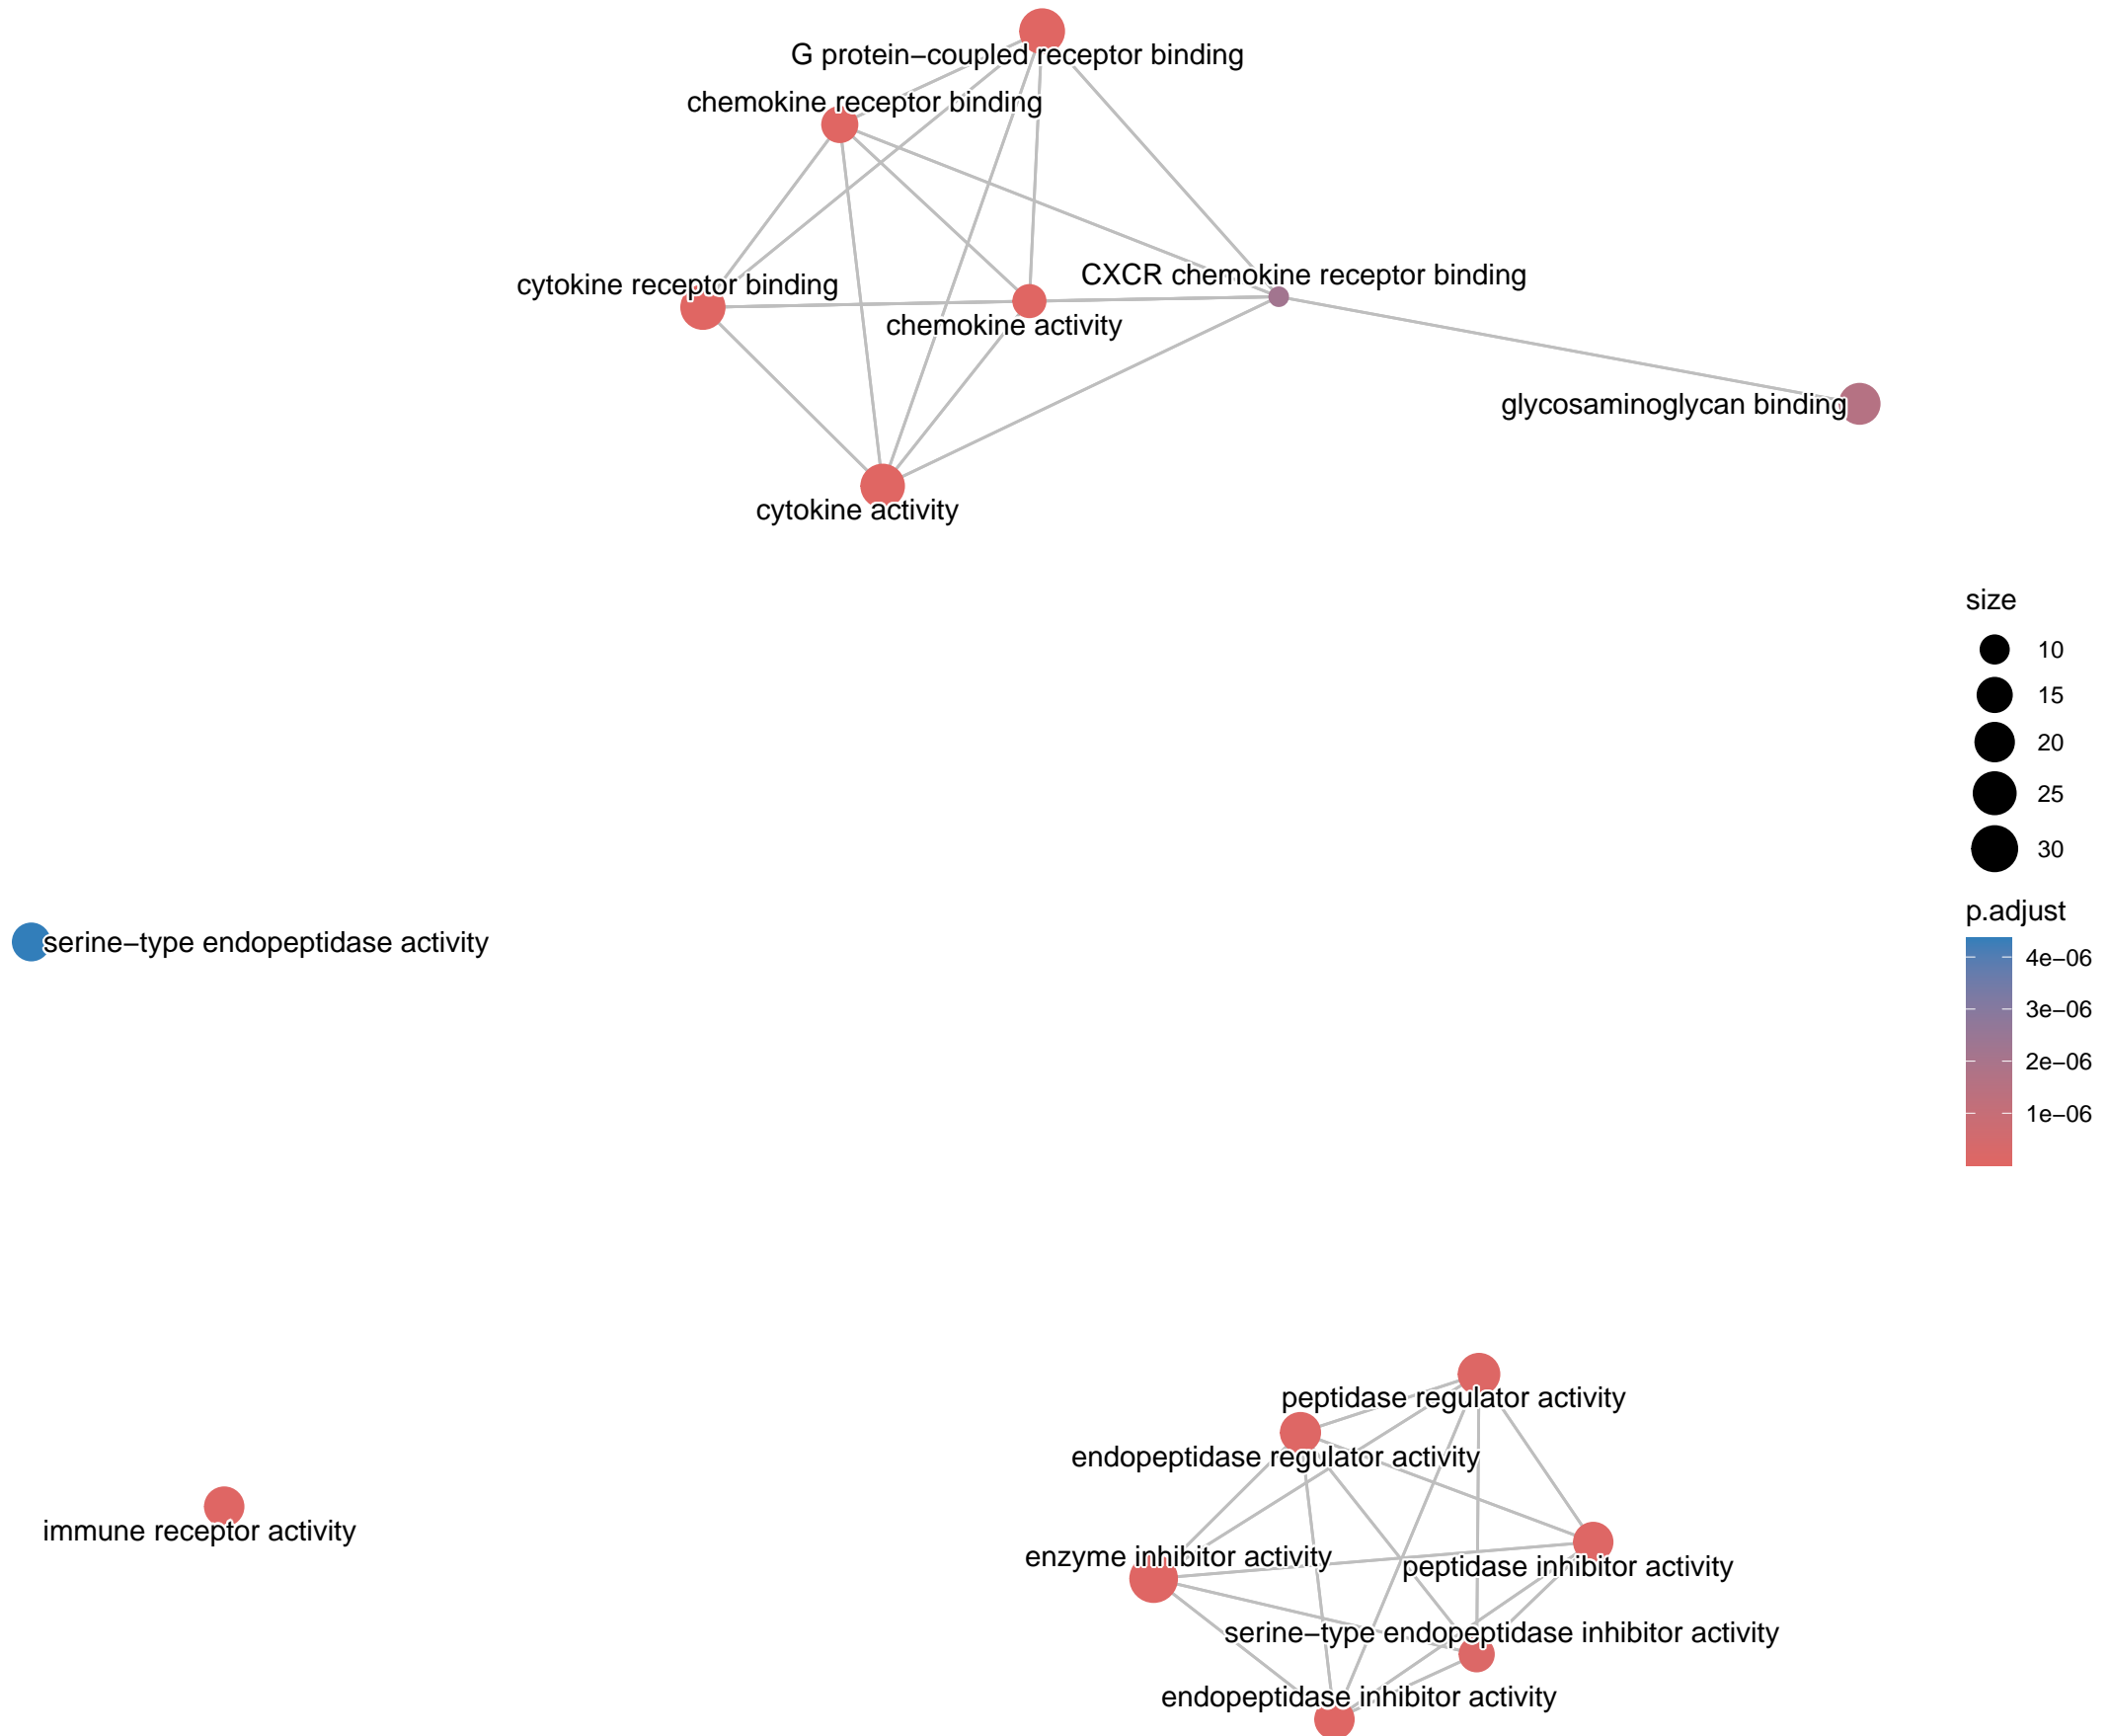 G protein−coupled receptor binding
chemokine receptor binding
CXCR chemokine receptor binding
cytokine receptor binding
chemokine activity
glycosaminoglycan binding
cytokine activity
size
10
15
20
25
30
p.adjust
4e−06
3e−06
2e−06
1e−06
serine−type endopeptidase activity
peptidase regulator activity
endopeptidase regulator activity
immune receptor activity
enzyme inhibitor activity
peptidase inhibitor activity
serine−type endopeptidase inhibitor activity
endopeptidase inhibitor activity